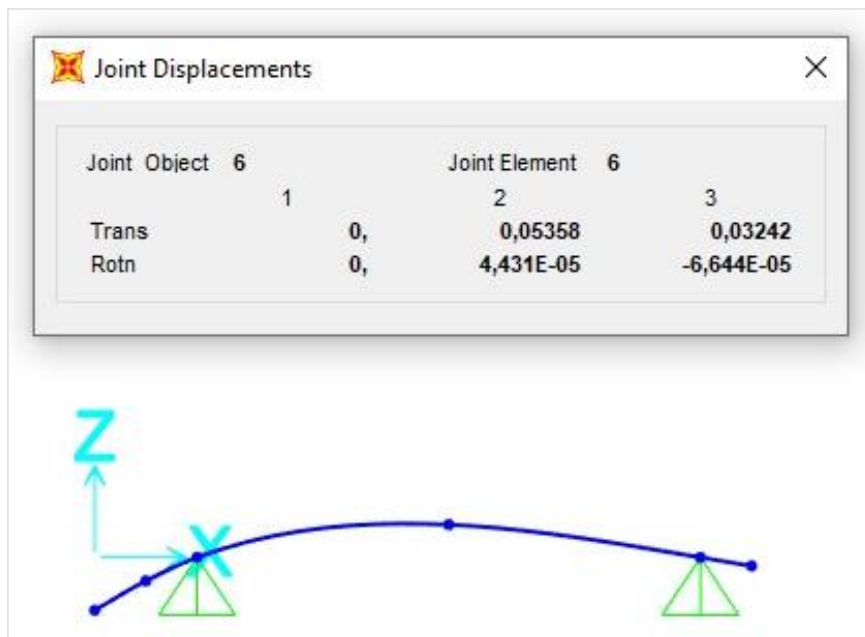 Joint Displacements
Joint Object 6 Joint Element 6
1 2 3
Trans 0, 0,05358 0,03242
Rotn 0, 4,431E-05 -6,644E-05
Z
X